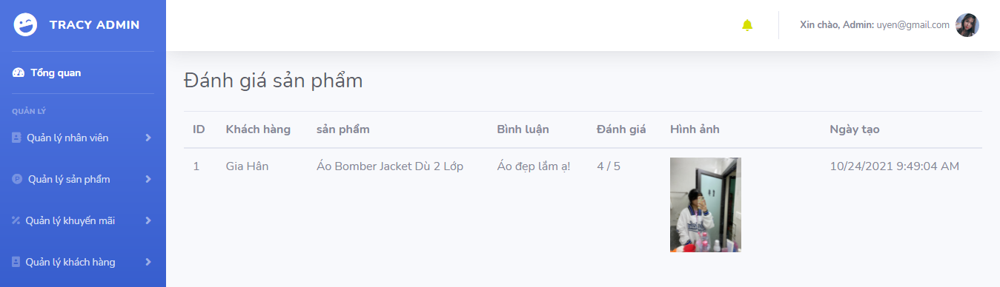 TRACY ADMIN
Xin chào, Admin: uyen@gmail.com
Tổng quan
QUẢN LÝ
Quản lý nhân viên
Quản lý sản phẩm
Quản lý khuyến mãi
Quản lý khách hàng
Đánh giá sản phẩm
ID Khách hàng sản phẩm Bình luận Đánh giá Hình ảnh Ngày tạo
1 Gia Hân Áo Bomber Jacket Dù 2 Lớp Áo đẹp lắm ạ! 4 / 5 10/24/2021 9:49:04 AM